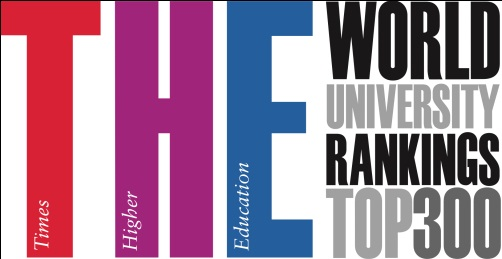 THE
Times
Higher
Education
WORLD
UNIVERSITY
RANKINGS
TOP300